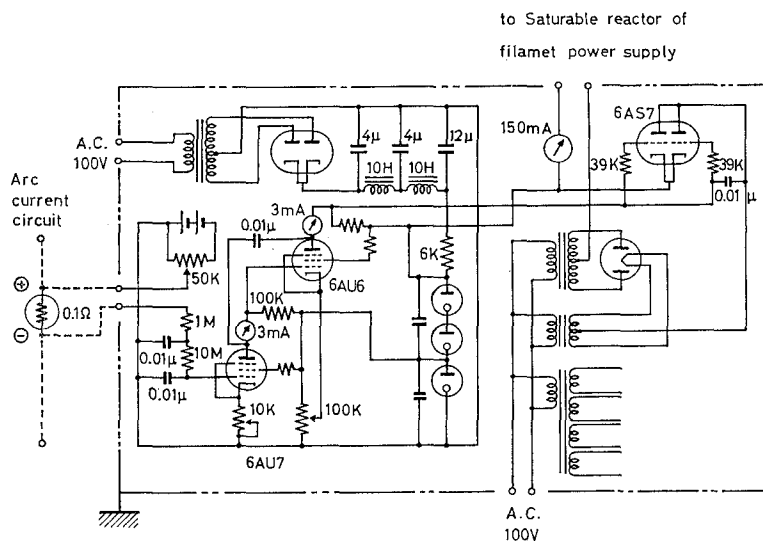 to Saturable reactor of
filamet power supply
6AS7
150mA
A.C.
100V
4μ
4μ
12μ
10H
10H
39K
39K
0.01
μ
Arc
current
circuit
3mA
0.01μ
6K
50K
6AU6
⊕
0.1Ω
⊖
100K
1M
3mA
0.01μ
10M
0.01μ
10K
100K
6AU7
A.C.
100V